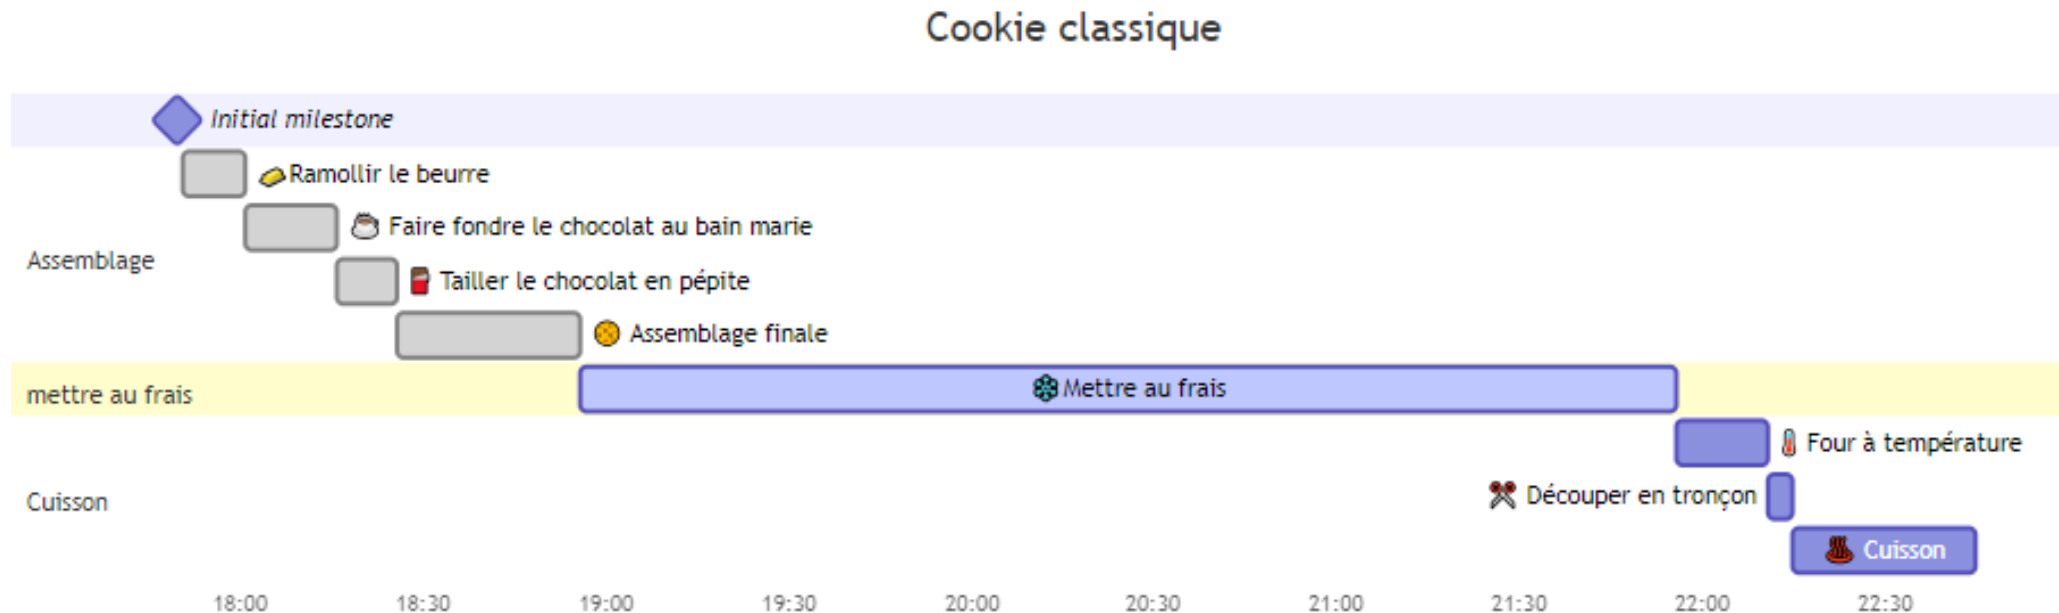 Cookie classique
Initial milestone
Ramollir le beurre
Faire fondre le chocolat au bain marie
Assemblage
Tailler le chocolat en pépite
Assemblage finale
mettre au frais
Mettre au frais
Four à température
Découper en tronçon
Cuisson
Cuisson
18:00 18:30 19:00 19:30 20:00 20:30 21:00 21:30 22:00 22:30